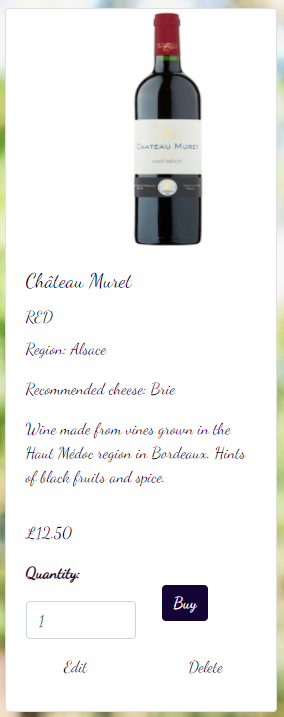 CHATEAU MURET
HAUT-MÉDOC
Château Muret
RED
Region: Alsace
Recommended cheese: Brie
Wine made from vines grown in the
Haut Médoc region in Bordeaux. Hints
of black fruits and spice.
£12.50
Quantity:
1
Buy
Edit
Delete